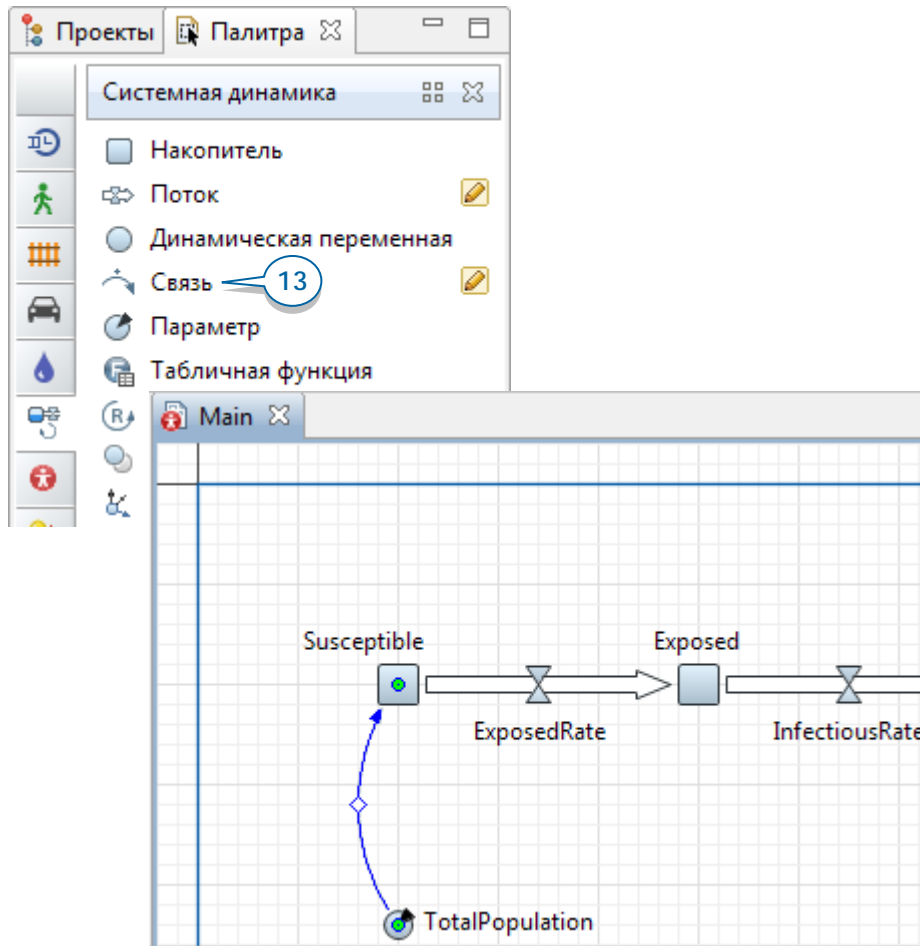 Проекты
Палитра
Системная динамика
Накопитель
Поток
Динамическая переменная
Связь
13
Параметр
Табличная функция
R
Main
Susceptible
Exposed
ExposedRate
InfectiousRate
TotalPopulation